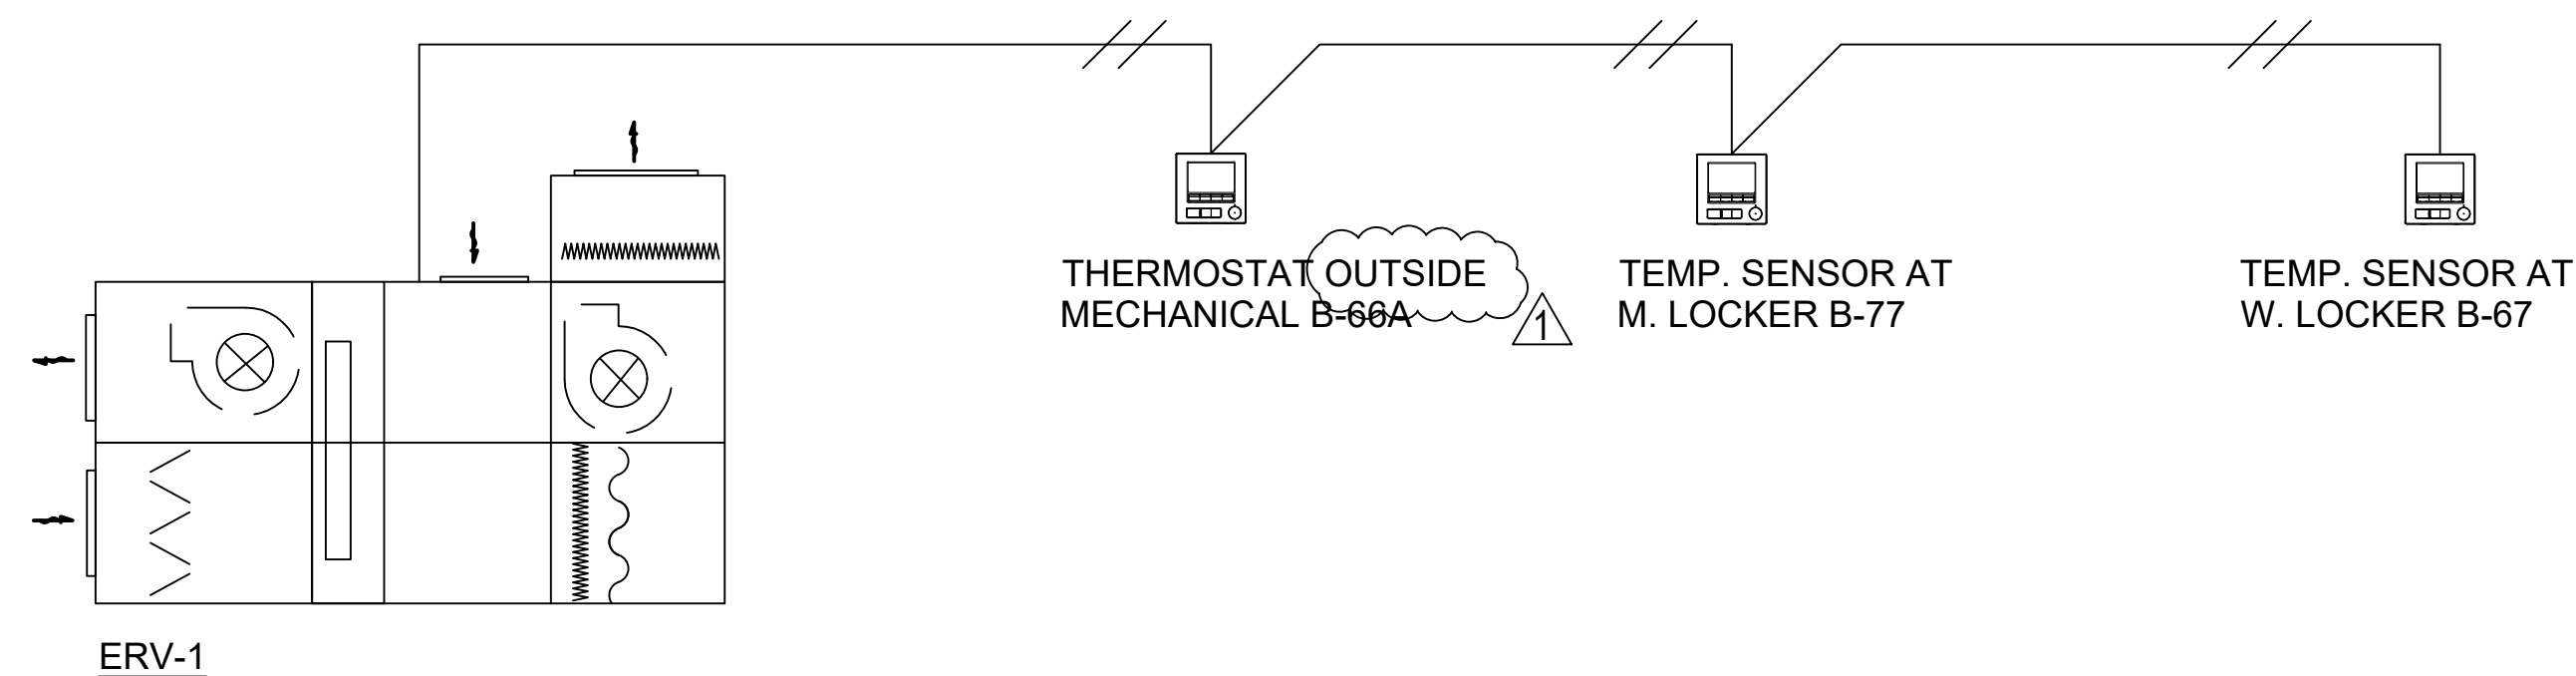 THERMOSTAT OUTSIDE
MECHANICAL B-66A
1
TEMP. SENSOR AT
M. LOCKER B-77
TEMP. SENSOR AT
W. LOCKER B-67
ERV-1